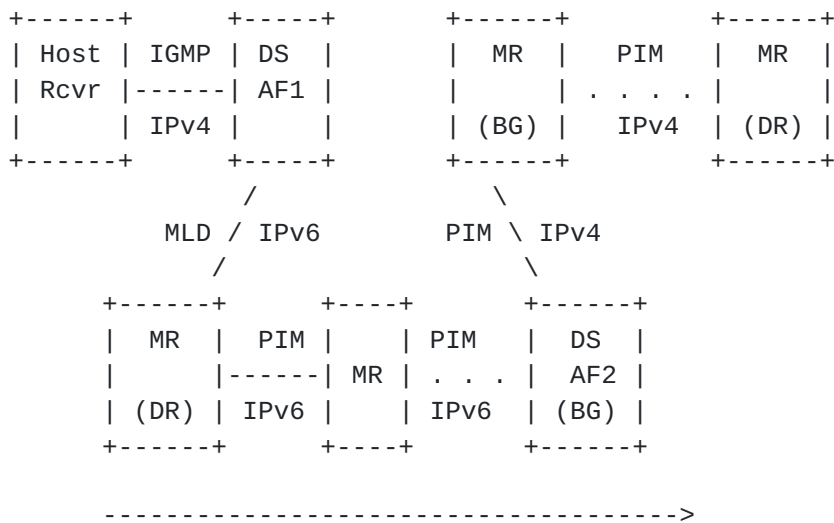 +------+       +-----+         +------+         +------+
| Host | IGMP  | DS  |         |  MR  |   PIM   |  MR  |
| Rcvr |------| AF1 |         |      | . . . . |      |
|      | IPv4  |     |         | (BG) |   IPv4  | (DR) |
+------+       +-----+         +------+         +------+
/ \
MLD / IPv6 PIM \ IPv4
/ \
+------+      +----+       +------+
|  MR  | PIM  |    | PIM   |  DS  |
|      |------| MR | . . . | AF2  |
| (DR) | IPv6 |    | IPv6  | (BG) |
+------+      +----+       +------+
------------------------------------->